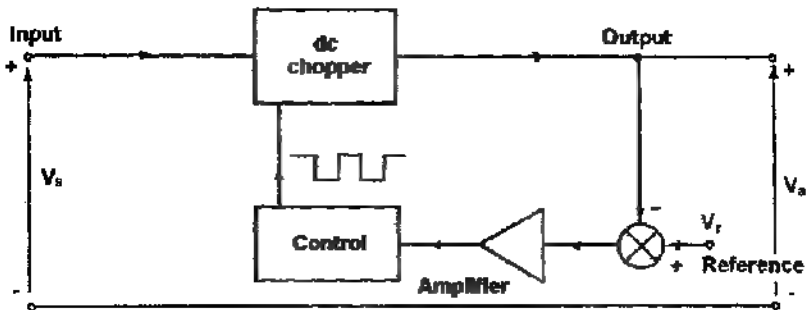 Input
dc
chopper
Output
+
+
Vs
Va
Control
Amplifier
-
Vr
+
Reference
-
-